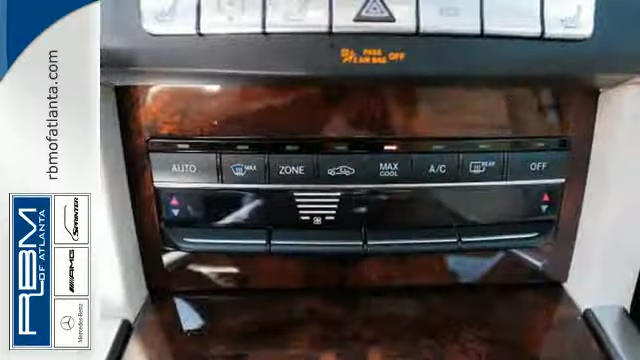 rbmofatlanta.com
PASS
AIR BAG OFF
AUTO
MAX
ZONE
MAX
COOL
A/C
REAR
OFF
RBM
OF ATLANTA
SPRINTER
AMG
Mercedes-Benz